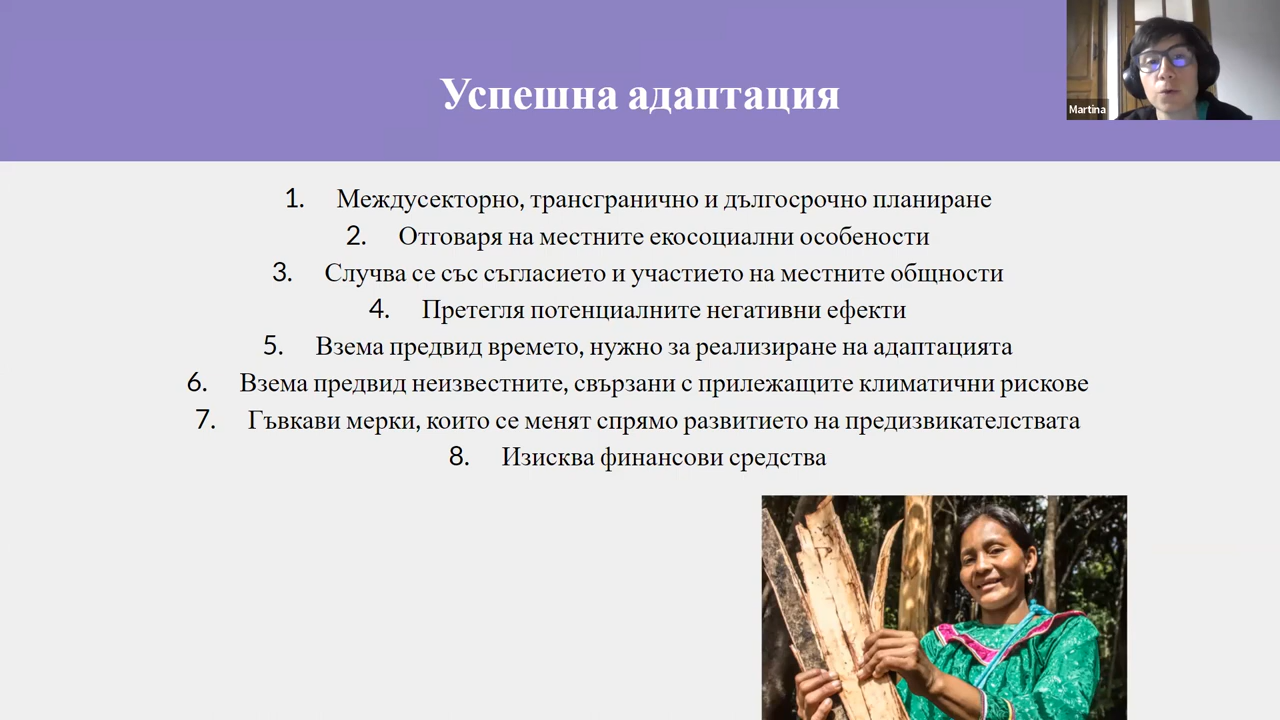 Успешна адаптация
Martina
1. Междусекторно, трансгранично и дългосрочно планиране
2. Отговаря на местните екосоциални особености
3. Случва се със съгласието и участието на местните общности
4. Претегля потенциалните негативни ефекти
5. Взема предвид времето, нужно за реализиране на адаптацията
6. Взема предвид неизвестните, свързани с прилежащите климатични рискове
7. Гъвкави мерки, които се менят спрямо развитието на предизвикателствата
8. Изисква финансови средства